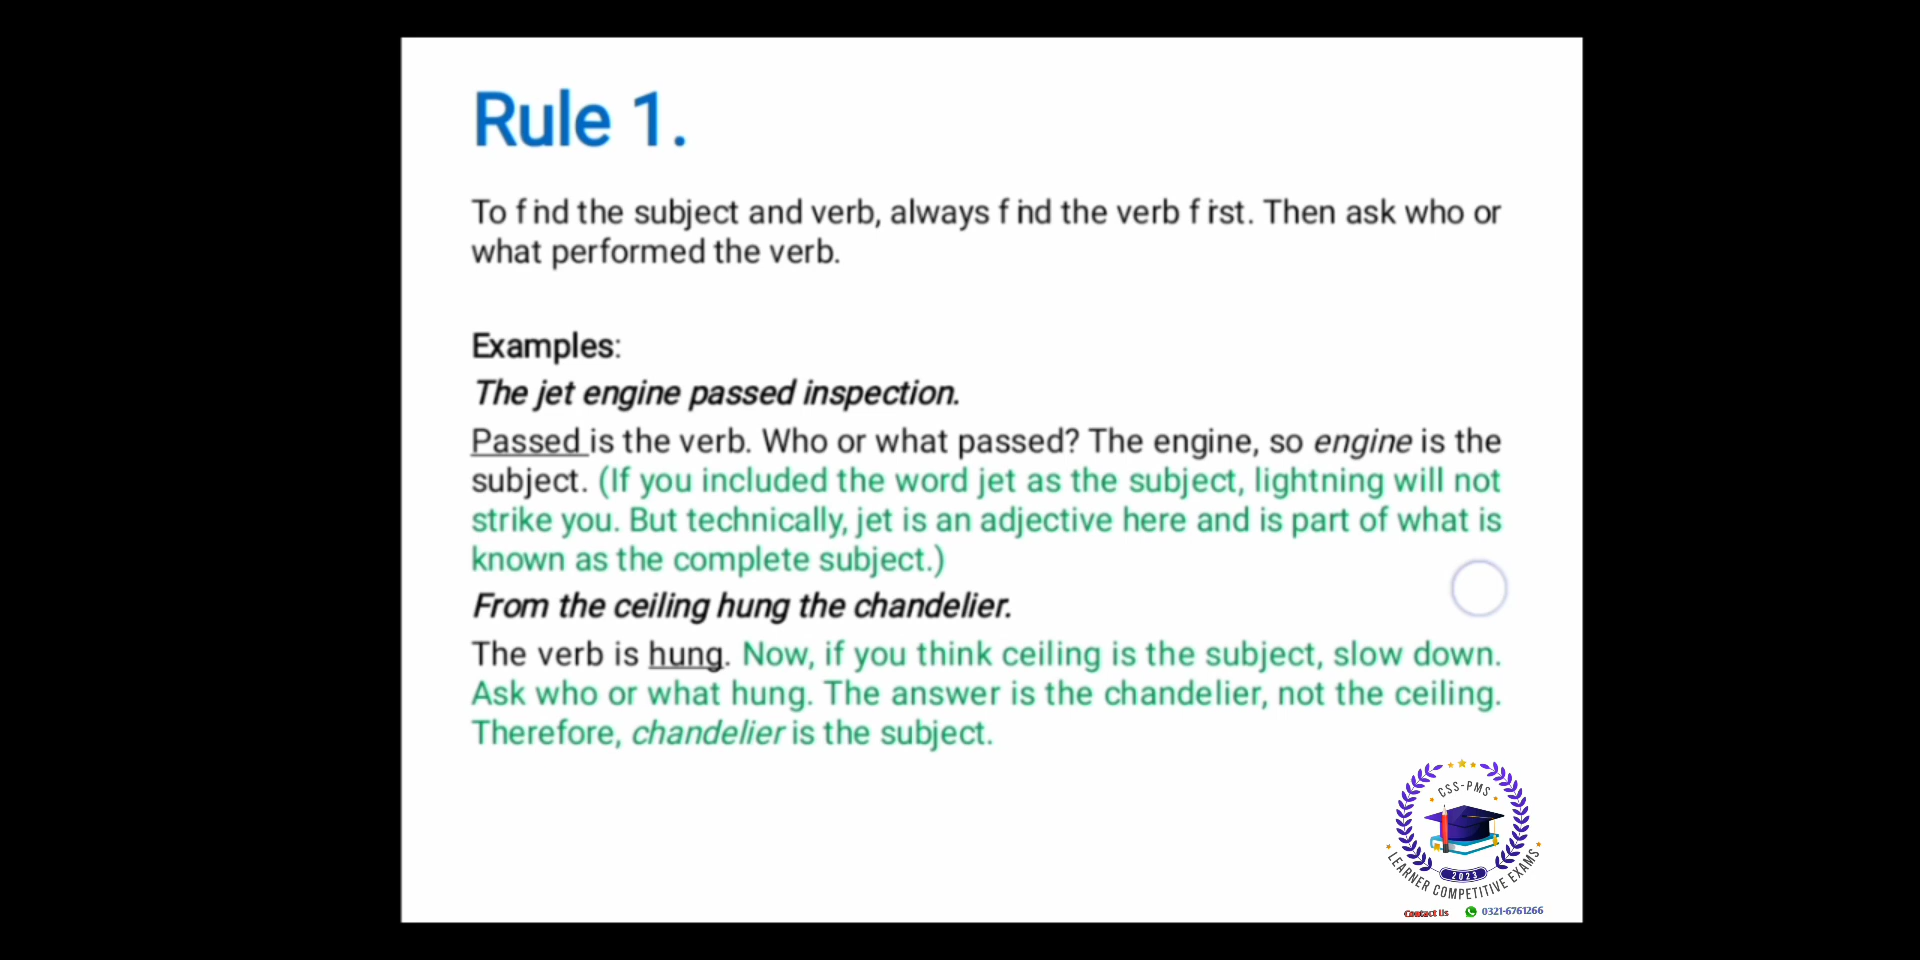 Rule 1.
To find the subject and verb, always find the verb first. Then ask who or
what performed the verb.
Examples:
The jet engine passed inspection.
Passed is the verb. Who or what passed? The engine, so engine is the
subject. (If you included the word jet as the subject, lightning will not
strike you. But technically, jet is an adjective here and is part of what is
known as the complete subject.)
From the ceiling hung the chandelier.
The verb is hung. Now, if you think ceiling is the subject, slow down.
Ask who or what hung. The answer is the chandelier, not the ceiling.
Therefore, chandelier is the subject.
CSS-PMS
2023
LEARNER COMPETITIVE EXAMS
Contact Us 0321-6761266